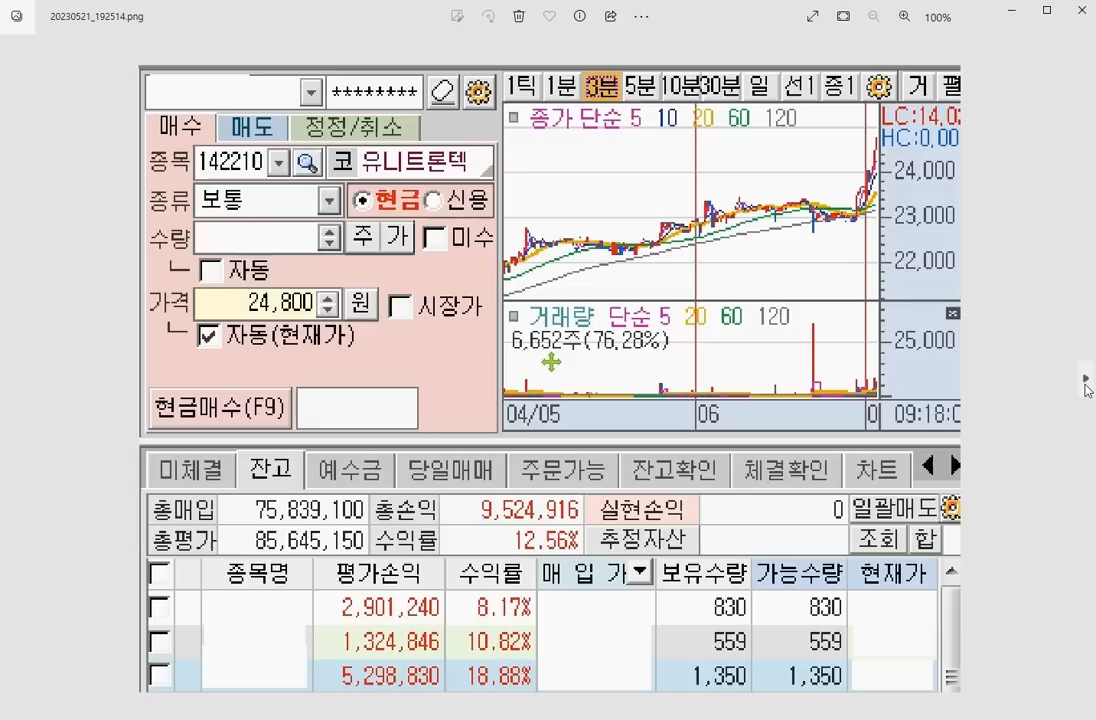 20230521_192514.png
100%
********
1틱 1분 3분 5분 10분 30분 일 선1 종1 거
매수 매도 정정/취소
종목 142210 코 유니트론텍
종류 보통 현금 신용
수량 주 가 미수
자동
가격 24,800 원 시장가
자동(현재가)
현금매수(F9)
종가 단순 5 10 20 60 120
24,000
23,000
22,000
거래량 단순 5 20 60 120
6,652주(76.28%)
25,000
04/05 06
미체결 잔고 예수금 당일매매 주문가능 잔고확인 체결확인 차트
총매입 75,839,100 총손익 9,524,916 실현손익 0 일괄매도
총평가 85,645,150 수익률 12.56% 추정자산 조회 합
종목명 평가손익 수익률 매 입 가 보유수량 가능수량 현재가
2,901,240 8.17% 830 830
1,324,846 10.82% 559 559
5,298,830 18.88% 1,350 1,350